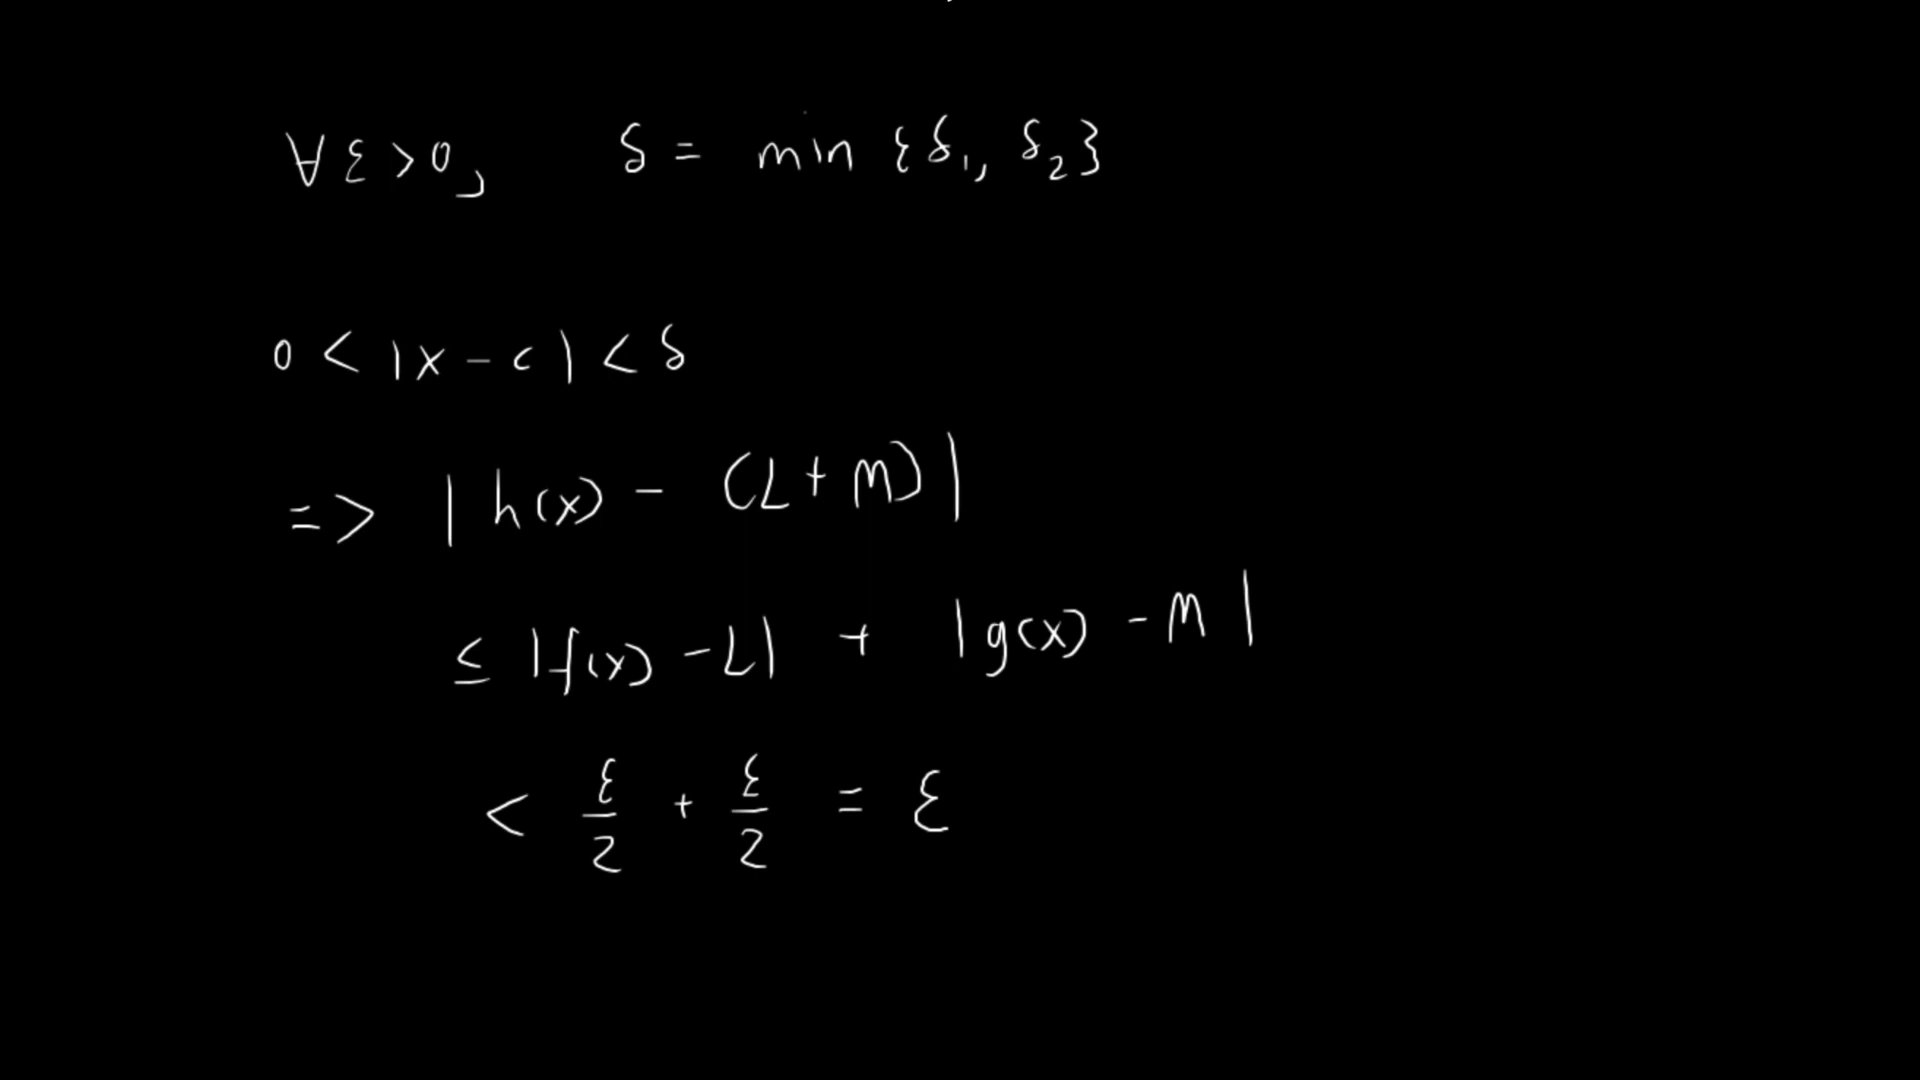 ∀ε>0, δ = min {δ₁, δ₂}
0 < |x - c| < δ
=> |h(x) - (L + M)|
≤ |f(x) - L| + |g(x) - M|
< ε/2 + ε/2 = ε